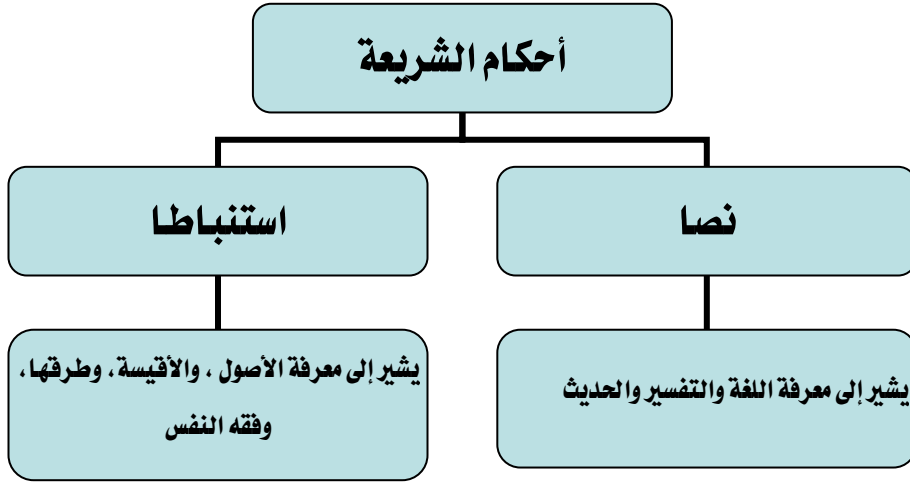 أحكام الشريعة
نصا
استنباطا
يشير إلى معرفة اللغة والتفسير والحديث
يشير إلى معرفة الأصول ، والأقيسة ، وطرقها ،
وفقه النفس